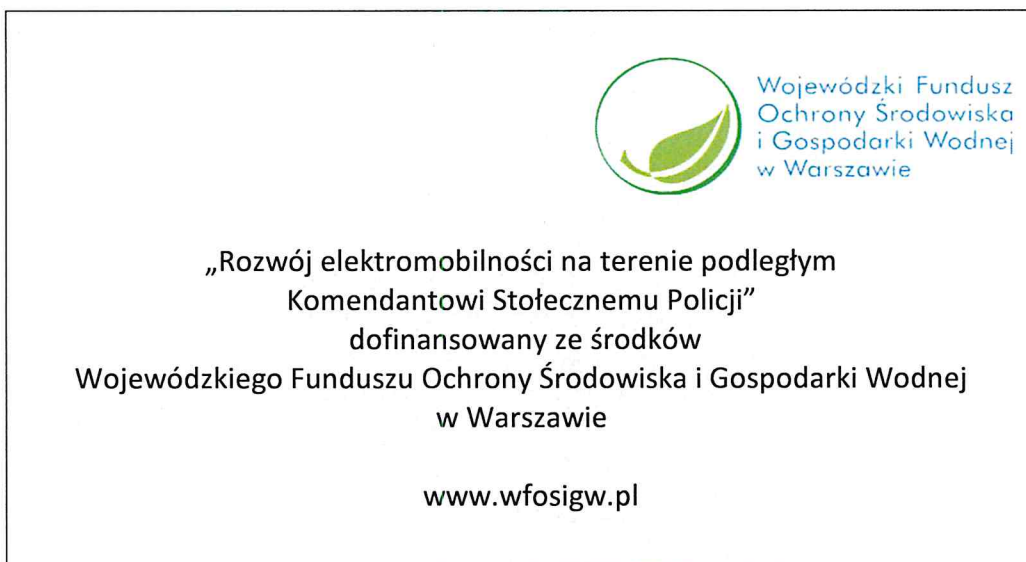 Wojewódzki Fundusz
Ochrony Środowiska
i Gospodarki Wodnej
w Warszawie
„Rozwój elektromobilności na terenie podległym
Komendantowi Stołecznemu Policji”
dofinansowany ze środków
Wojewódzkiego Funduszu Ochrony Środowiska i Gospodarki Wodnej
w Warszawie
www.wfosigw.pl